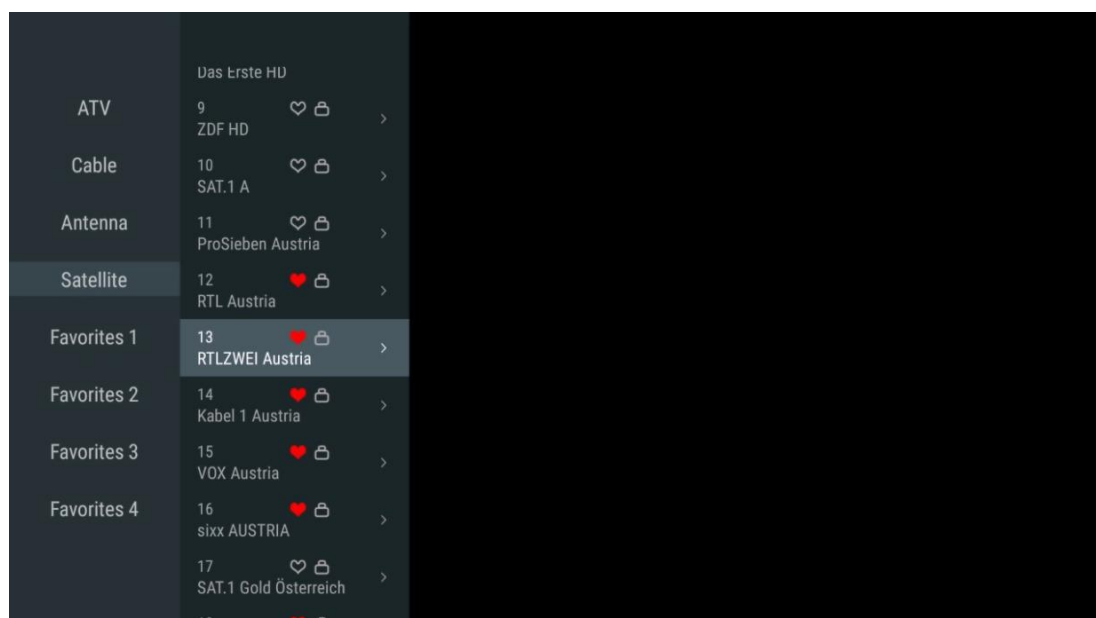 ATV
Cable
Antenna
Satellite
Favorites 1
Favorites 2
Favorites 3
Favorites 4
Das Erste HD
9
ZDF HD
10
SAT.1 A
11
ProSieben Austria
12
RTL Austria
13
RTLZWEI Austria
14
Kabel 1 Austria
15
VOX Austria
16
sixx AUSTRIA
17
SAT.1 Gold Österreich